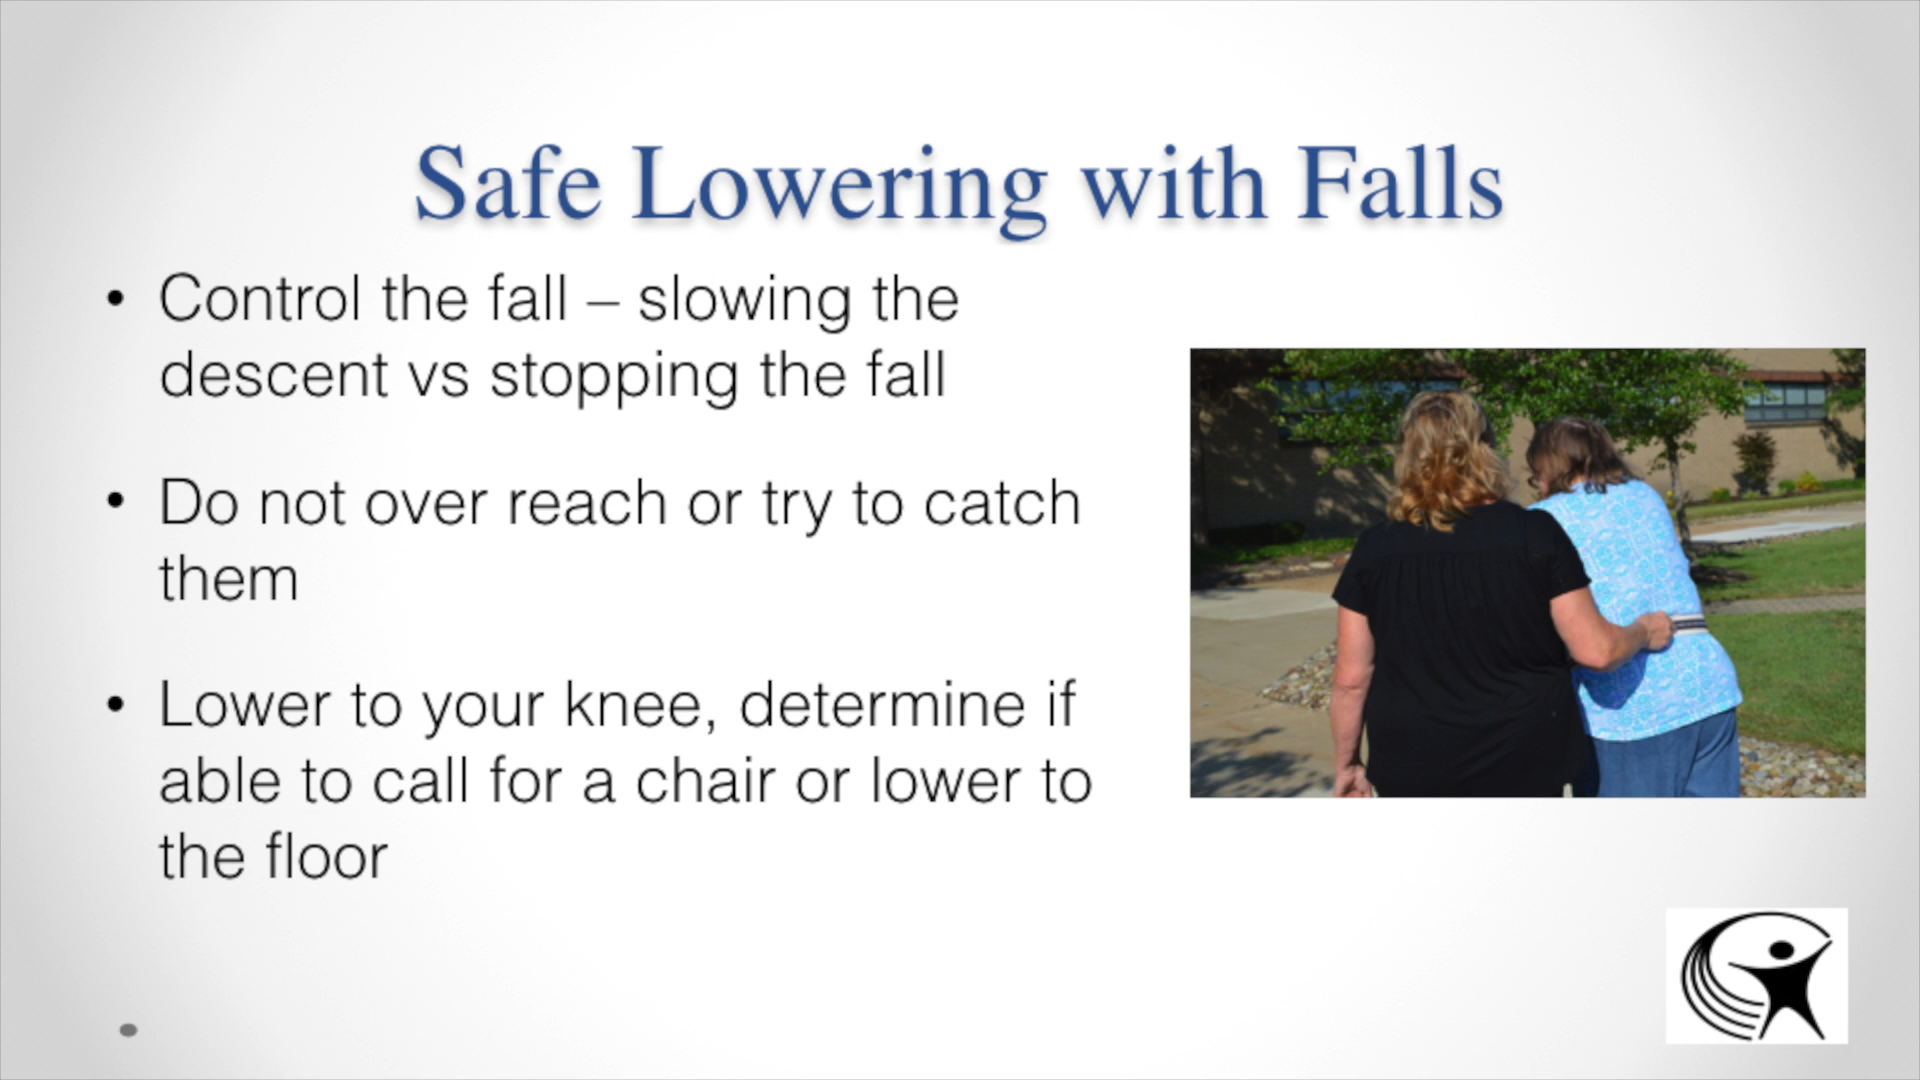 Safe Lowering with Falls
• Control the fall – slowing the
descent vs stopping the fall
• Do not over reach or try to catch
them
• Lower to your knee, determine if
able to call for a chair or lower to
the floor